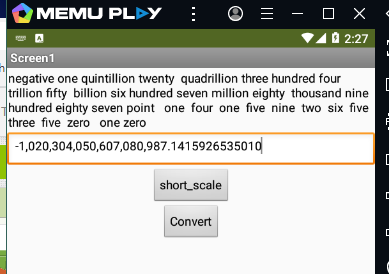 MEMU PLAY
2:27
Screen1
negative one quintillion twenty quadrillion three hundred four
trillion fifty billion six hundred seven million eighty thousand nine
hundred eighty seven point one four one five nine two six five
three five zero one zero
-1,020,304,050,607,080,987.1415926535010
short_scale
Convert